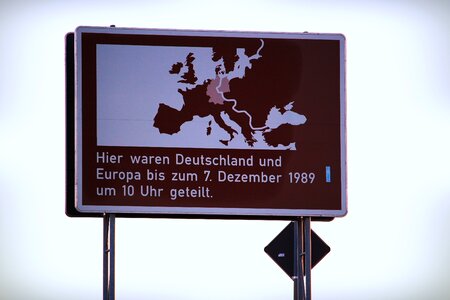 Hier waren Deutschland und
Europa bis zum 7. Dezember 1989
um 10 Uhr geteilt.